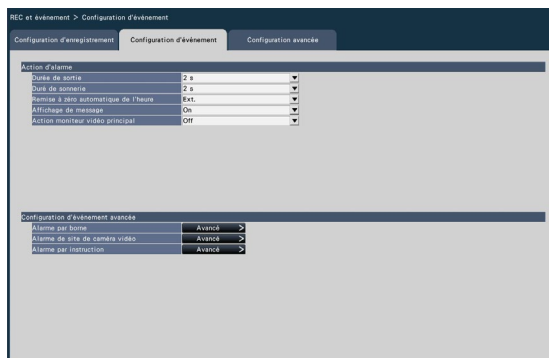 REC et évènement > Configuration d'évènement
Configuration d'enregistrement Configuration d'évènement Configuration avancée
Action d'alarme
Durée de sortie 2 s
Duré de sonnerie 2 s
Remise à zéro automatique de l'heure Ext.
Affichage de message On
Action moniteur vidéo principal Off
Configuration d'évènement avancée
Alarme par borne Avancé >
Alarme de site de caméra vidéo Avancé >
Alarme par instruction Avancé >